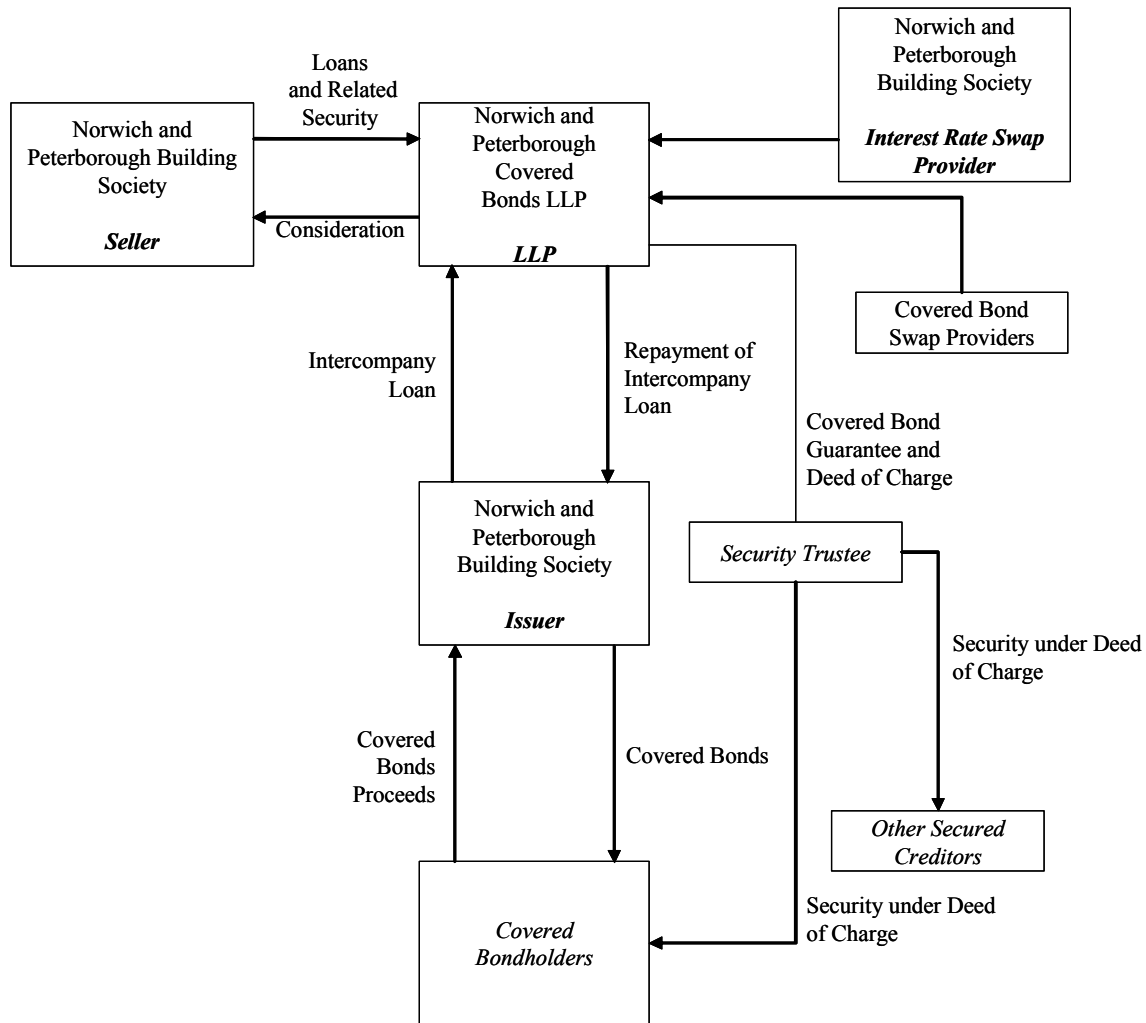 Norwich and
Peterborough Building
Society
Seller
Loans
and Related
Security
Consideration
Norwich and
Peterborough
Covered
Bonds LLP
LLP
Norwich and
Peterborough
Building Society
Interest Rate Swap
Provider
Covered Bond
Swap Providers
Intercompany
Loan
Repayment of
Intercompany
Loan
Covered Bond
Guarantee and
Deed of Charge
Norwich and
Peterborough
Building Society
Issuer
Security Trustee
Security under Deed
of Charge
Covered
Bonds
Proceeds
Covered Bonds
Other Secured
Creditors
Covered
Bondholders
Security under Deed
of Charge